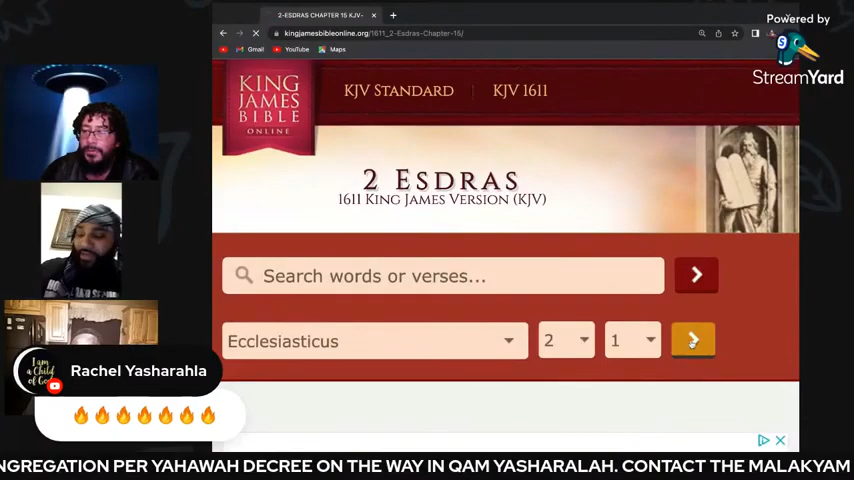 2-ESDRAS CHAPTER 15 KJV-
kingjamesbibleonline.org/1611_2-Esdras-Chapter-15/
Gmail
YouTube
Maps
Powered by
StreamYard
KING
JAMES
BIBLE
ONLINE
KJV STANDARD
KJV 1611
2 ESDRAS
1611 KING JAMES VERSION (KJV)
Search words or verses...
Ecclesiasticus
2
1
I am
a Child
of God
Rachel Yasharahla
NGREGATION PER YAHAWAH DECREE ON THE WAY IN QAM YASHARALAH. CONTACT THE MALAKYAM